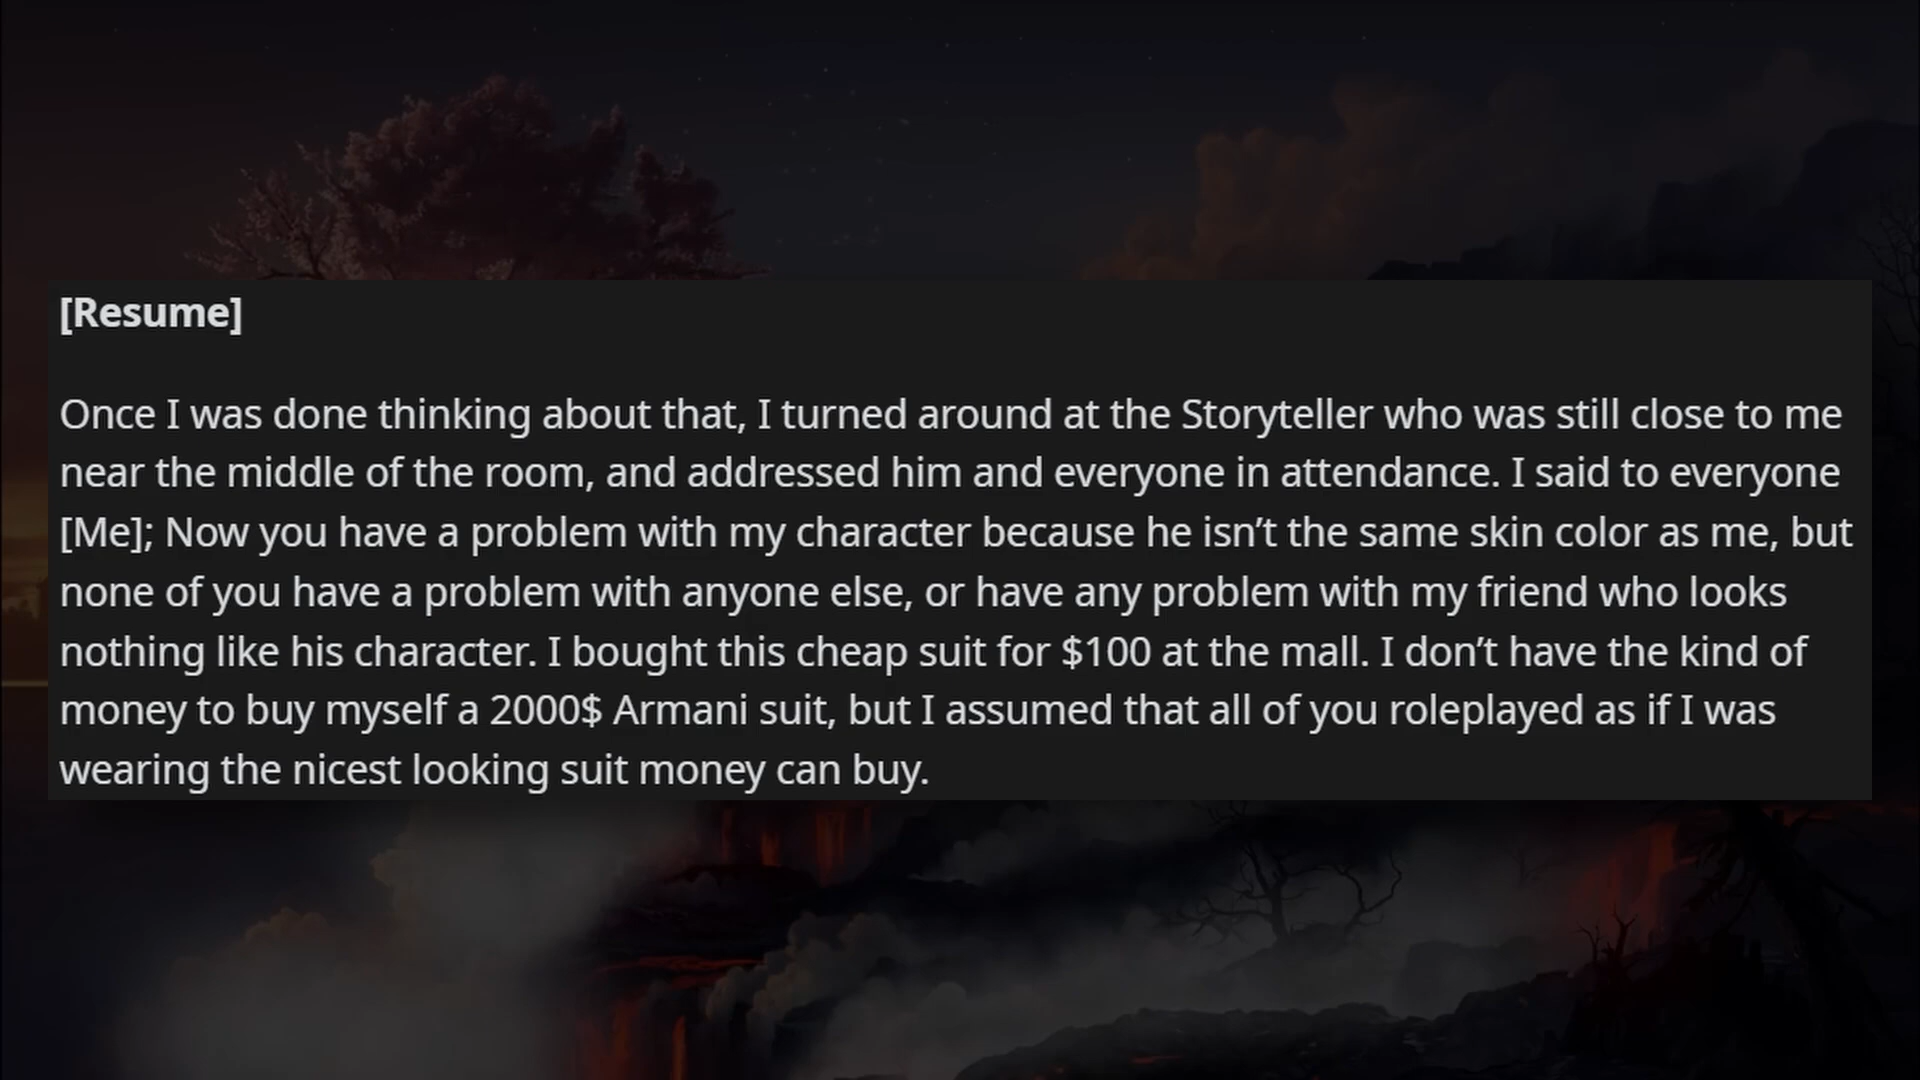 [Resume]
Once I was done thinking about that, I turned around at the Storyteller who was still close to me
near the middle of the room, and addressed him and everyone in attendance. I said to everyone
[Me]; Now you have a problem with my character because he isn’t the same skin color as me, but
none of you have a problem with anyone else, or have any problem with my friend who looks
nothing like his character. I bought this cheap suit for $100 at the mall. I don’t have the kind of
money to buy myself a 2000$ Armani suit, but I assumed that all of you roleplayed as if I was
wearing the nicest looking suit money can buy.